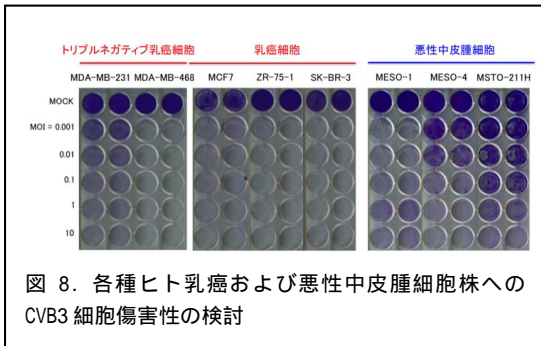 トリプルネガティブ乳癌細胞 乳癌細胞 悪性中皮腫細胞
MDA-MB-231 MDA-MB-468 MCF7 ZR-75-1 SK-BR-3 MESO-1 MESO-4 MSTO-211H
MOCK
MOI = 0.001
0.01
0.1
1
10
図 8. 各種ヒト乳癌および悪性中皮腫細胞株への
CVB3 細胞傷害性の検討